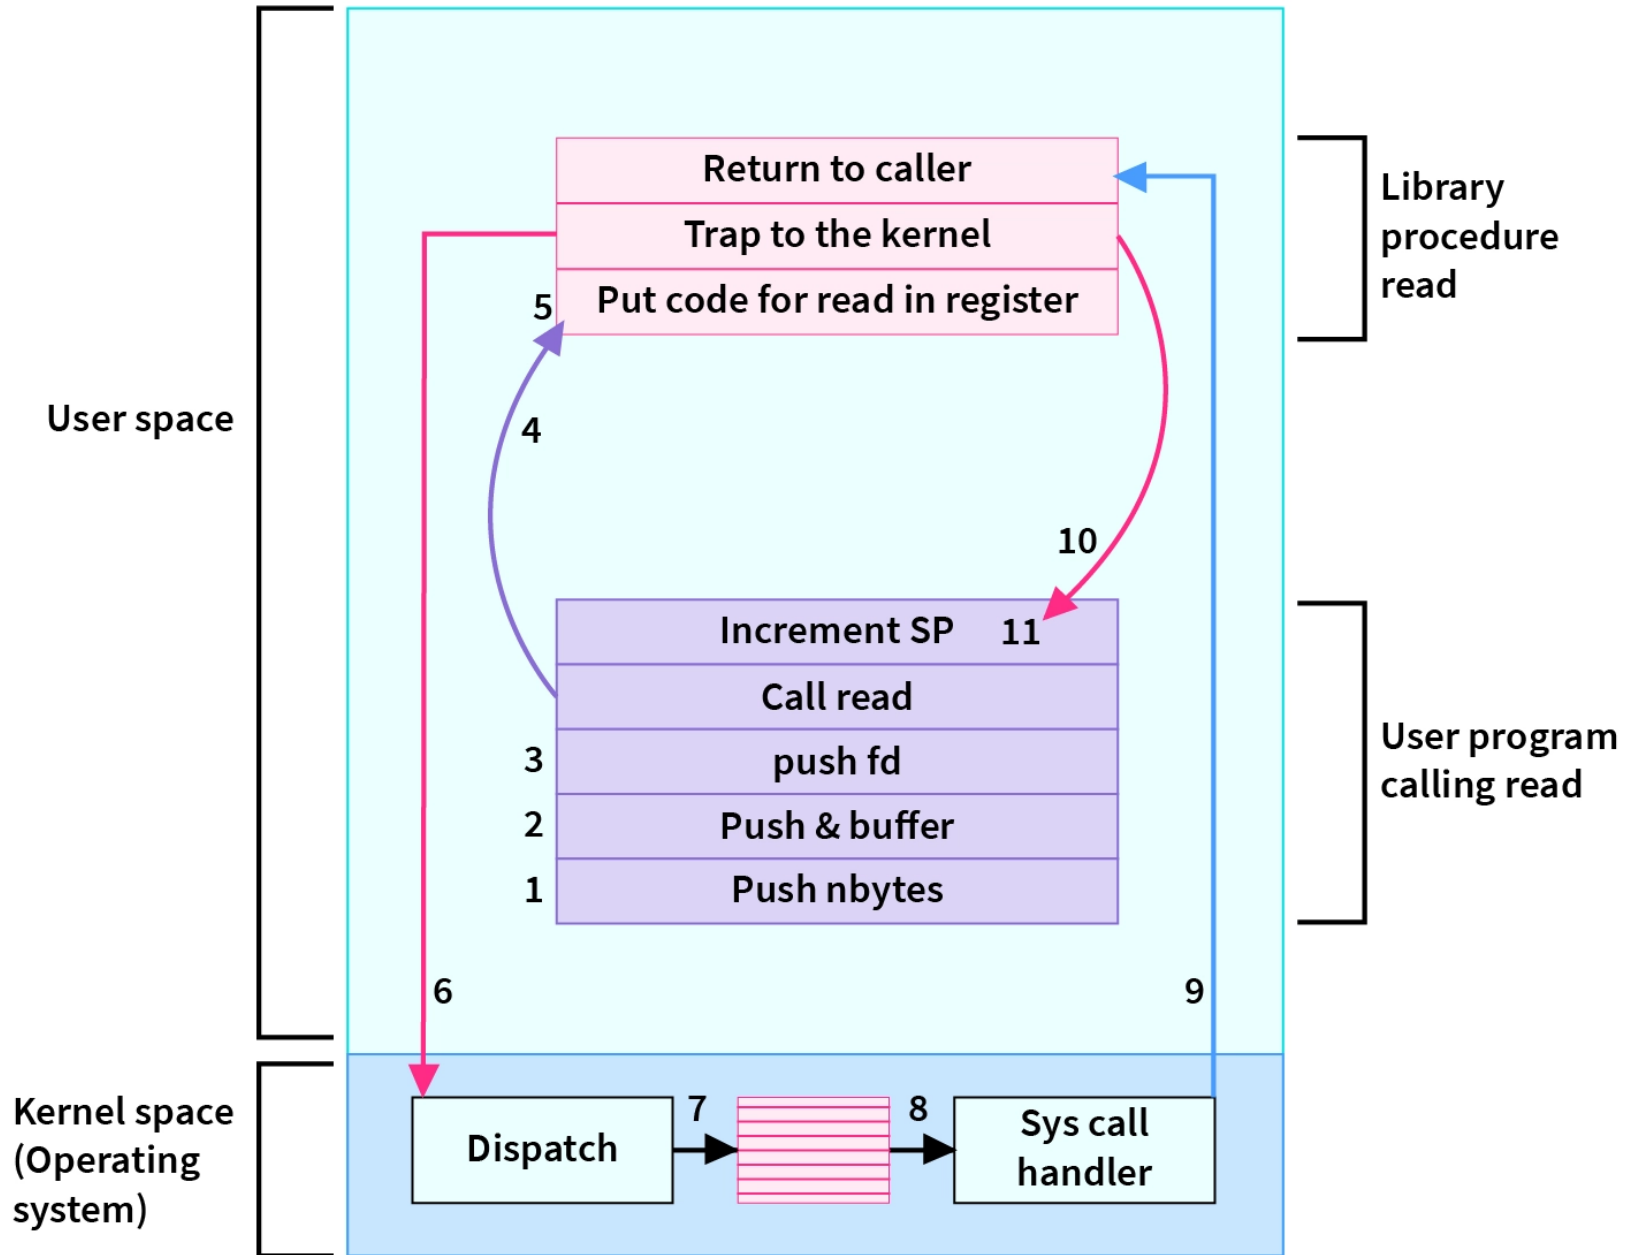 Return to caller
Trap to the kernel
5
Put code for read in register
Library
procedure
read
User space
4
10
Increment SP
11
Call read
3
push fd
2
Push & buffer
1
Push nbytes
User program
calling read
6
9
Kernel space
(Operating
system)
Dispatch
7
8
Sys call
handler